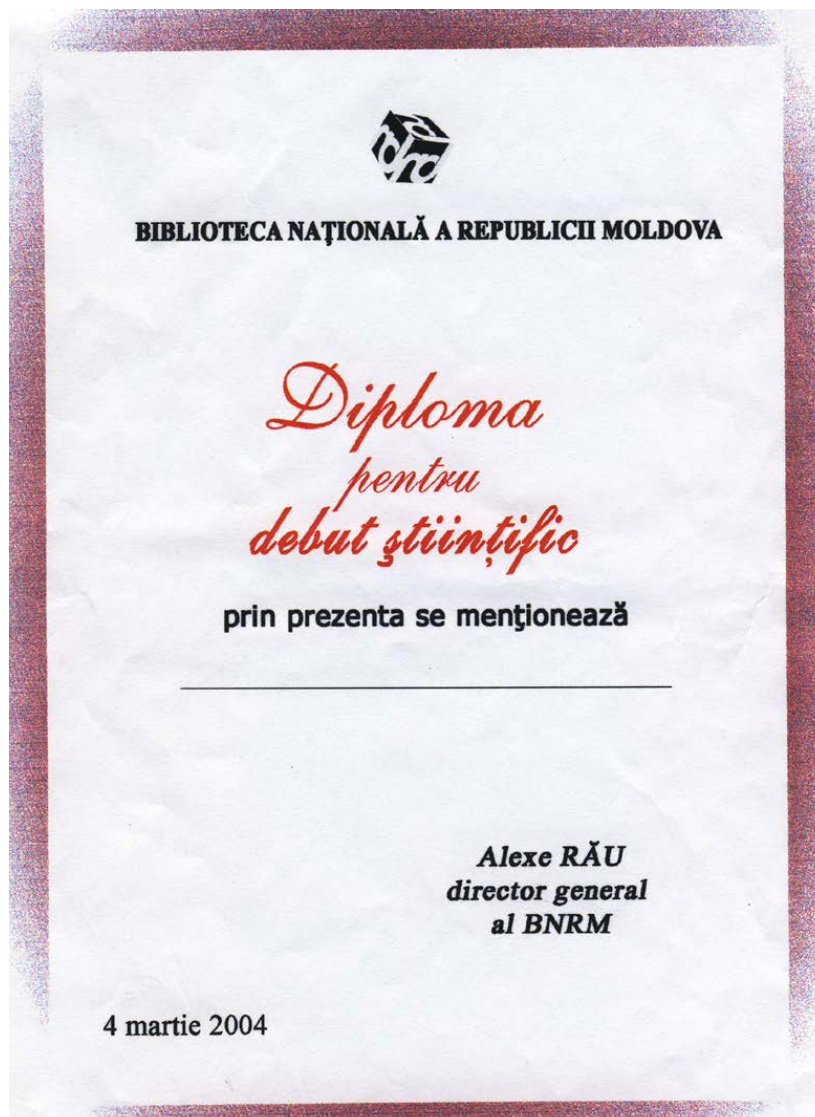 BIBLIOTECA NAŢIONALĂ A REPUBLICII MOLDOVA
Diploma
pentru
debut ştiinţific
prin prezenta se menţionează
Alexe RĂU
director general
al BNRM
4 martie 2004